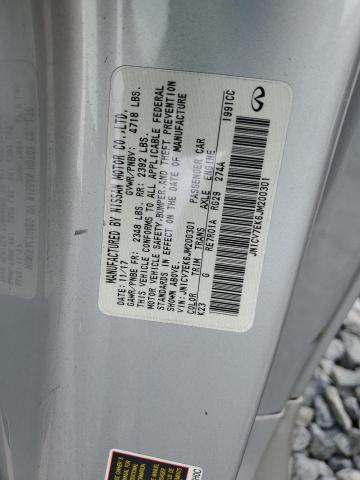 MANUFACTURED BY NISSAN MOTOR CO.,LTD.
DATE: 11/17 GVWR/PNBV: 4718 LBS.
GAWR/PNBE FR: 2348 LBS. RR: 2392 LBS.
THIS VEHICLE CONFORMS TO ALL APPLICABLE FEDERAL
MOTOR VEHICLE SAFETY,BUMPER,AND THEFT PREVENTION
STANDARDS IN EFFECT ON THE DATE OF MANUFACTURE
SHOWN ABOVE.
VIN: JN1CV7EK6JM200301 PASSENGER CAR
COLOR TRIM TRANS AXLE ENGINE
K23 G RE7R01A RG29 274A 1991CC
JN1CV7EK6JM200301